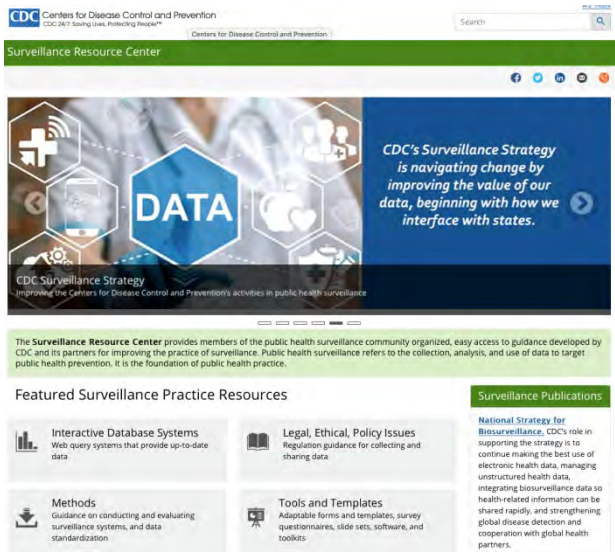 A-Z Index
CDC Centers for Disease Control and Prevention
CDC 24/7: Saving Lives, Protecting People™
Search
Centers for Disease Control and Prevention
Surveillance Resource Center
DATA
CDC's Surveillance Strategy
is navigating change by
improving the value of our
data, beginning with how we
interface with states.
CDC Surveillance Strategy
Improving the Centers for Disease Control and Prevention's activities in public health surveillance
The Surveillance Resource Center provides members of the public health surveillance community organized, easy access to guidance developed by
CDC and its partners for improving the practice of surveillance. Public health surveillance refers to the collection, analysis, and use of data to target
public health prevention. It is the foundation of public health practice.
Featured Surveillance Practice Resources
Interactive Database Systems
Web query systems that provide up-to-date
data
Legal, Ethical, Policy Issues
Regulation guidance for collecting and
sharing data
Methods
Guidance on conducting and evaluating
surveillance systems, and data
standardization
Tools and Templates
Adaptable forms and templates, survey
questionnaires, slide sets, software, and
toolkits
Surveillance Publications
National Strategy for
Biosurveillance. CDC's role in
supporting the strategy is to
continue making the best use of
electronic health data, managing
unstructured health data,
integrating biosurveillance data so
health-related information can be
shared rapidly, and strengthening
global disease detection and
cooperation with global health
partners.